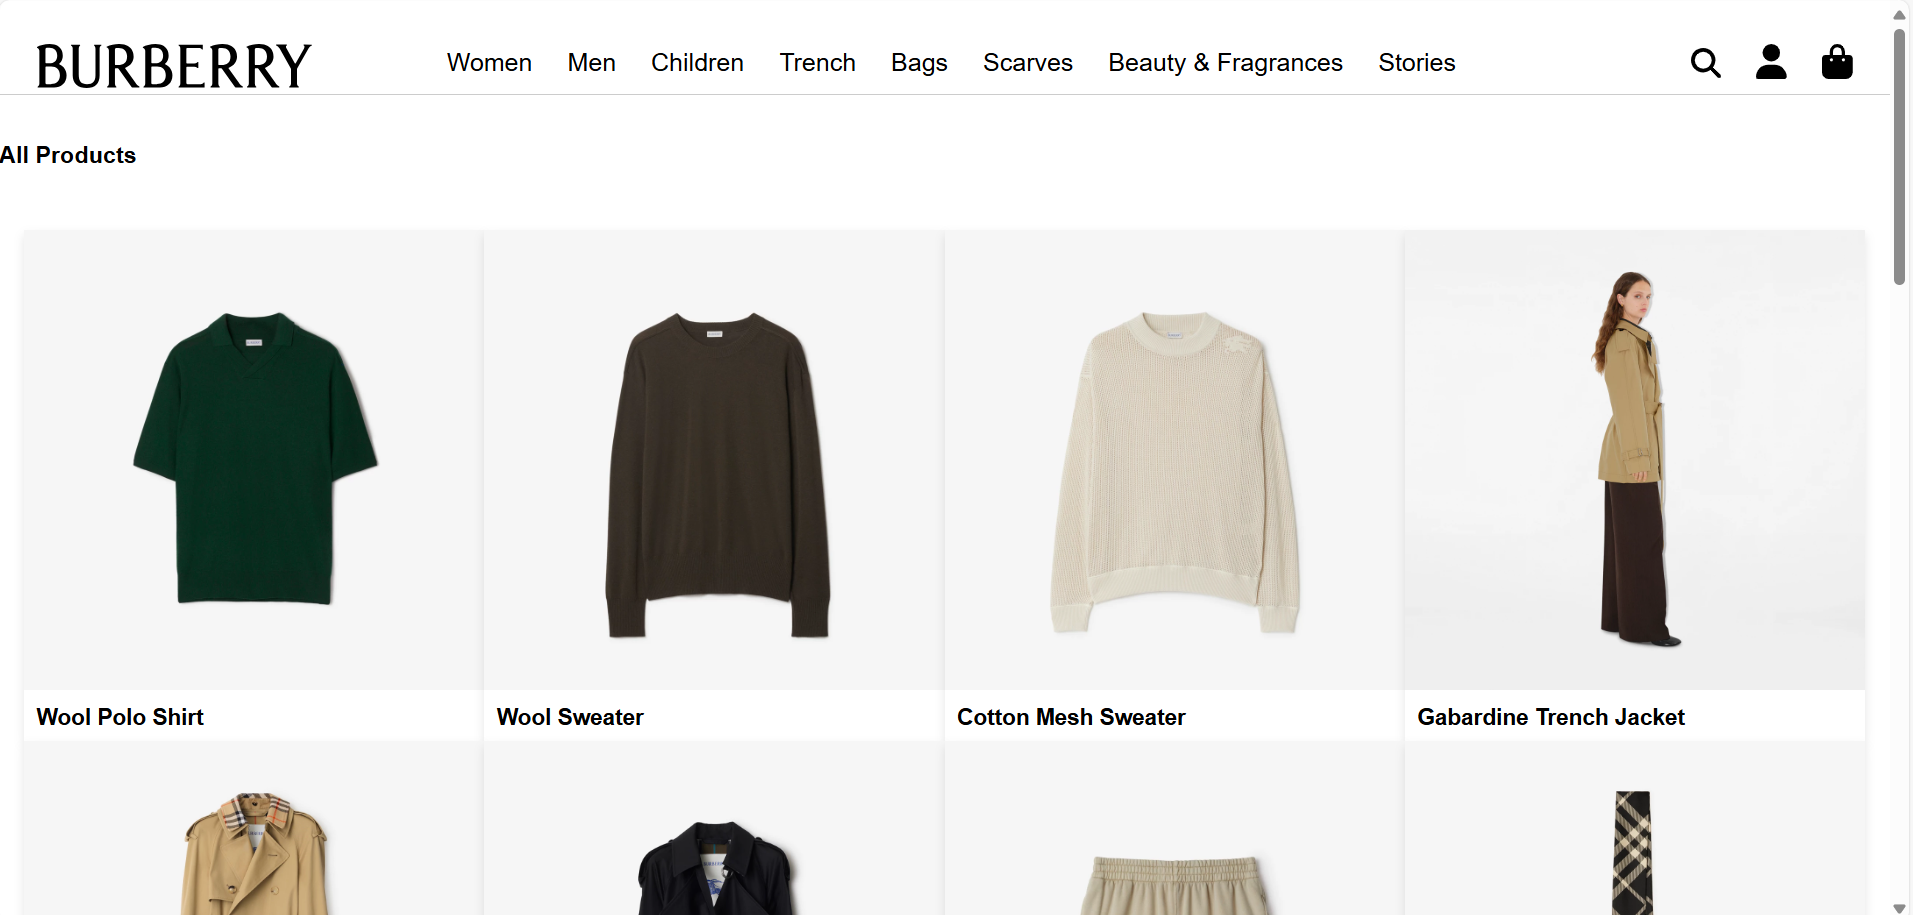 BURBERRY Women Men Children Trench Bags Scarves Beauty & Fragrances Stories
All Products
Wool Polo Shirt Wool Sweater Cotton Mesh Sweater Gabardine Trench Jacket